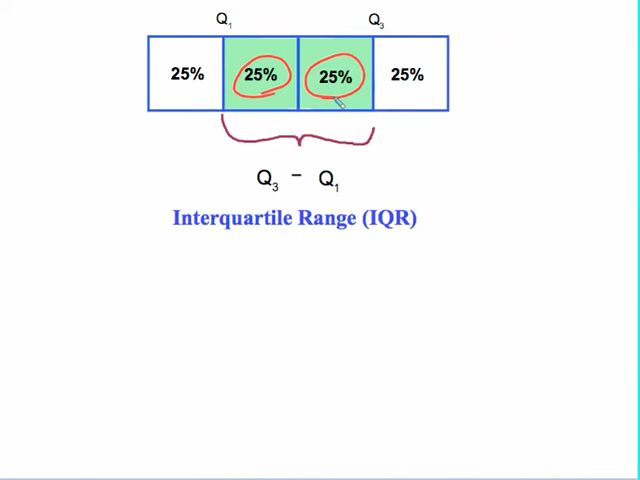 Q₁ Q₃
25% 25% 25% 25%
Q₃ − Q₁
Interquartile Range (IQR)